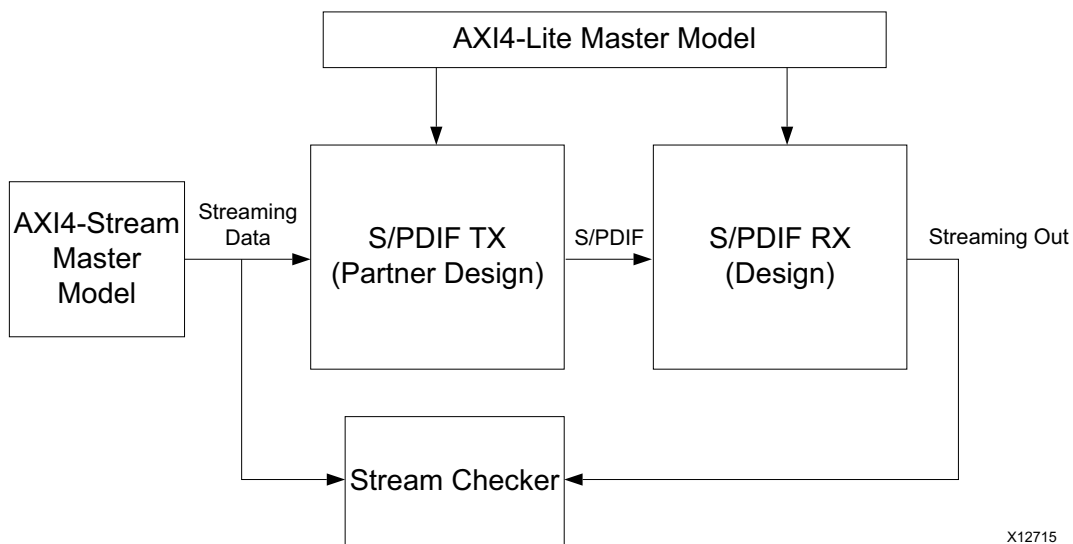 AXI4-Lite Master Model
AXI4-Stream
Master
Model
Streaming
Data
S/PDIF TX
(Partner Design)
S/PDIF
S/PDIF RX
(Design)
Streaming Out
Stream Checker
X12715